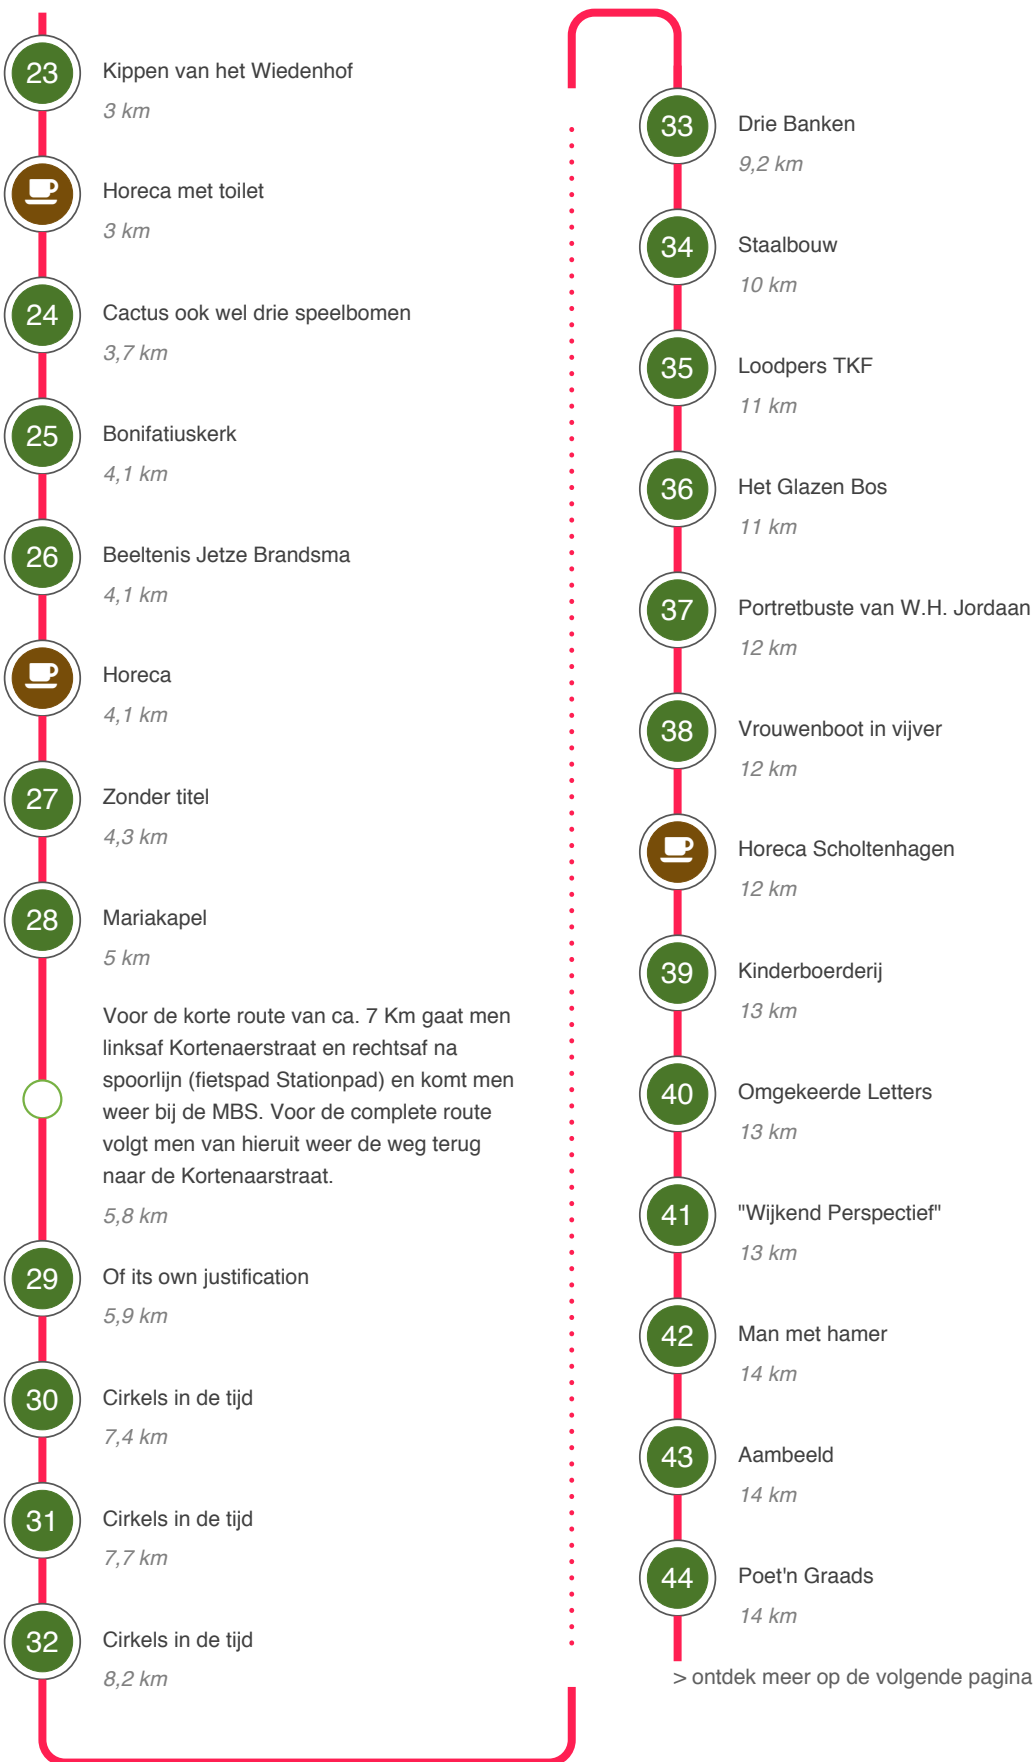 23
Kippen van het Wiedenhof
3 km
Horeca met toilet
3 km
24
Cactus ook wel drie speelbomen
3,7 km
25
Bonifatiuskerk
4,1 km
26
Beeltenis Jetze Brandsma
4,1 km
Horeca
4,1 km
27
Zonder titel
4,3 km
28
Mariakapel
5 km
Voor de korte route van ca. 7 Km gaat men
linksaf Kortenaerstraat en rechtsaf na
spoorlijn (fietspad Stationpad) en komt men
weer bij de MBS. Voor de complete route
volgt men van hieruit weer de weg terug
naar de Kortenaarstraat.
5,8 km
29
Of its own justification
5,9 km
30
Cirkels in de tijd
7,4 km
31
Cirkels in de tijd
7,7 km
32
Cirkels in de tijd
8,2 km
33
Drie Banken
9,2 km
34
Staalbouw
10 km
35
Loodpers TKF
11 km
36
Het Glazen Bos
11 km
37
Portretbuste van W.H. Jordaan
12 km
38
Vrouwenboot in vijver
12 km
Horeca Scholtenhagen
12 km
39
Kinderboerderij
13 km
40
Omgekeerde Letters
13 km
41
"Wijkend Perspectief"
13 km
42
Man met hamer
14 km
43
Aambeeld
14 km
44
Poet'n Graads
14 km
> ontdek meer op de volgende pagina